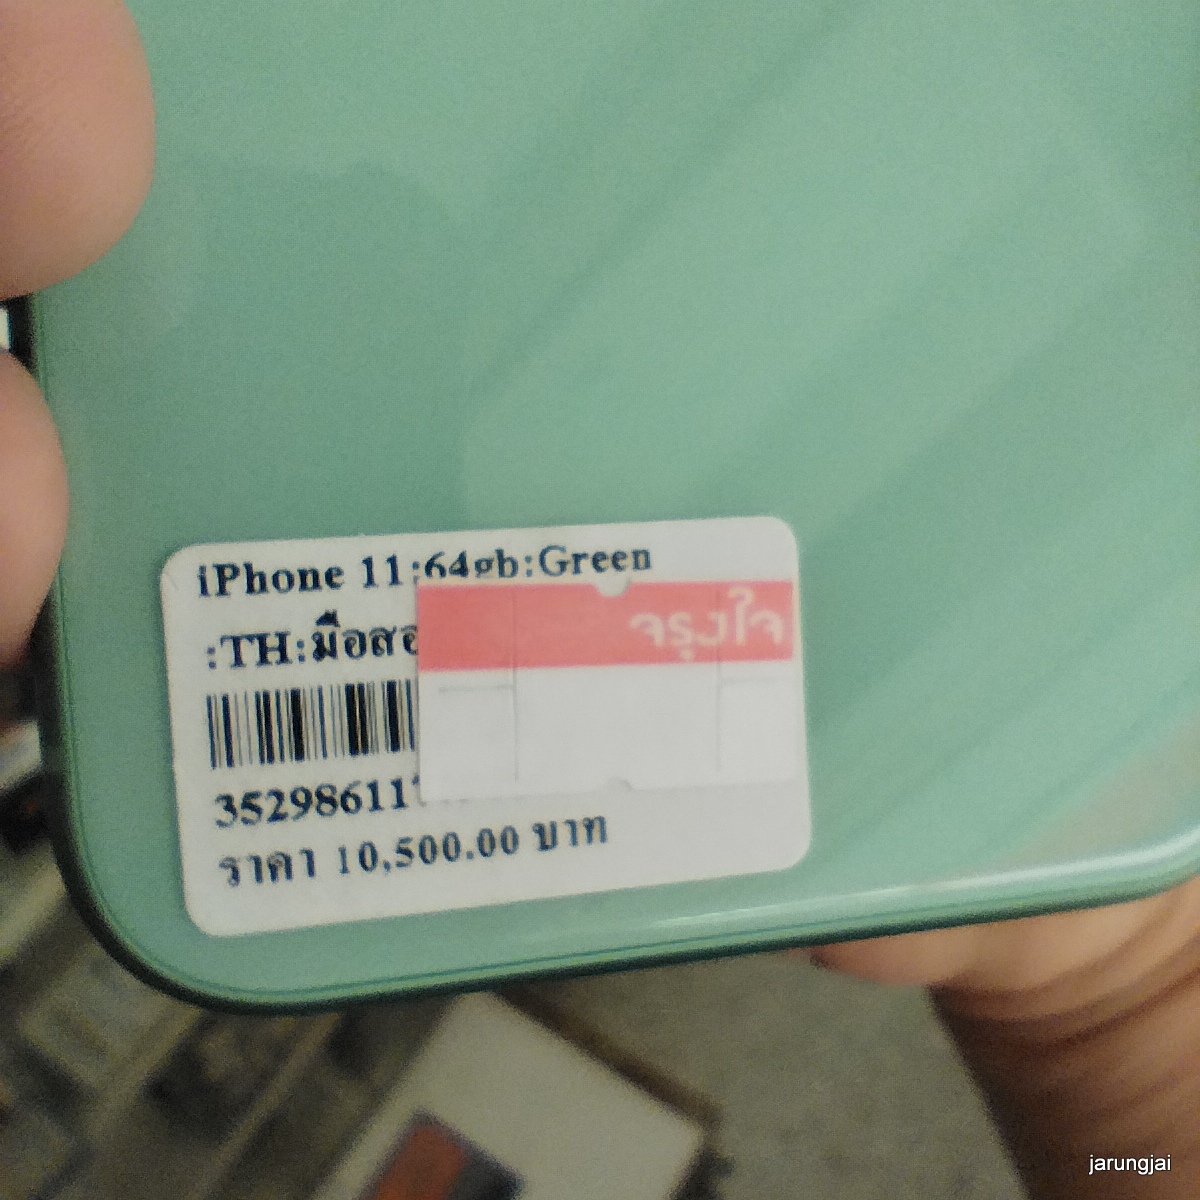 iPhone 11:64gb:Green
:TH:มือส
จรุงใจ
35298611
ราคา 10,500.00 บาท
jarungjai